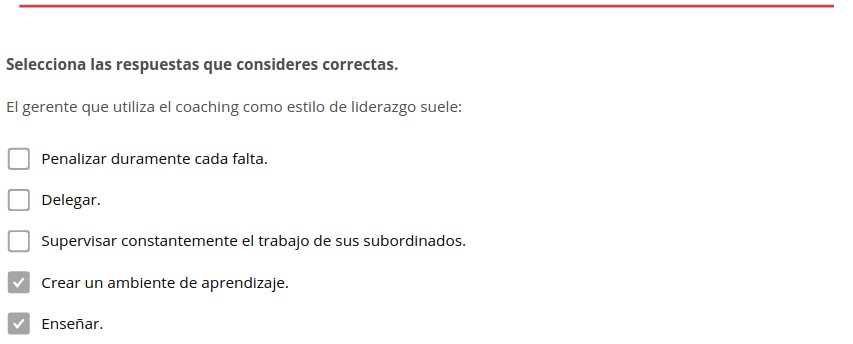 Selecciona las respuestas que consideres correctas.
El gerente que utiliza el coaching como estilo de liderazgo suele:
Penalizar duramente cada falta.
Delegar.
Supervisar constantemente el trabajo de sus subordinados.
Crear un ambiente de aprendizaje.
Enseñar.